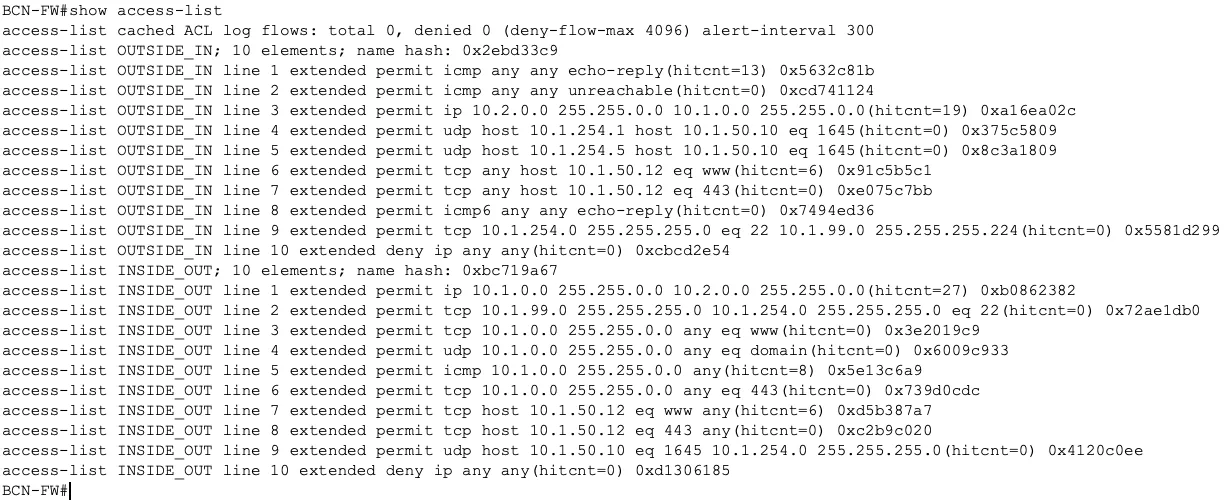 BCN-FW#show access-list
access-list cached ACL log flows: total 0, denied 0 (deny-flow-max 4096) alert-interval 300
access-list OUTSIDE_IN; 10 elements; name hash: 0x2ebd33c9
access-list OUTSIDE_IN line 1 extended permit icmp any any echo-reply(hitcnt=13) 0x5632c81b
access-list OUTSIDE_IN line 2 extended permit icmp any any unreachable(hitcnt=0) 0xcd741124
access-list OUTSIDE_IN line 3 extended permit ip 10.2.0.0 255.255.0.0 10.1.0.0 255.255.0.0(hitcnt=19) 0xa16ea02c
access-list OUTSIDE_IN line 4 extended permit udp host 10.1.254.1 host 10.1.50.10 eq 1645(hitcnt=0) 0x375c5809
access-list OUTSIDE_IN line 5 extended permit udp host 10.1.254.5 host 10.1.50.10 eq 1645(hitcnt=0) 0x8c3a1809
access-list OUTSIDE_IN line 6 extended permit tcp any host 10.1.50.12 eq www(hitcnt=6) 0x91c5b5c1
access-list OUTSIDE_IN line 7 extended permit tcp any host 10.1.50.12 eq 443(hitcnt=0) 0xe075c7bb
access-list OUTSIDE_IN line 8 extended permit icmp6 any any echo-reply(hitcnt=0) 0x7494ed36
access-list OUTSIDE_IN line 9 extended permit tcp 10.1.254.0 255.255.255.0 eq 22 10.1.99.0 255.255.255.224(hitcnt=0) 0x5581d299
access-list OUTSIDE_IN line 10 extended deny ip any any(hitcnt=0) 0xcbcd2e54
access-list INSIDE_OUT; 10 elements; name hash: 0xbc719a67
access-list INSIDE_OUT line 1 extended permit ip 10.1.0.0 255.255.0.0 10.2.0.0 255.255.0.0(hitcnt=27) 0xb0862382
access-list INSIDE_OUT line 2 extended permit tcp 10.1.99.0 255.255.255.0 10.1.254.0 255.255.255.0 eq 22(hitcnt=0) 0x72ae1db0
access-list INSIDE_OUT line 3 extended permit tcp 10.1.0.0 255.255.0.0 any eq www(hitcnt=0) 0x3e2019c9
access-list INSIDE_OUT line 4 extended permit udp 10.1.0.0 255.255.0.0 any eq domain(hitcnt=0) 0x6009c933
access-list INSIDE_OUT line 5 extended permit icmp 10.1.0.0 255.255.0.0 any(hitcnt=8) 0x5e13c6a9
access-list INSIDE_OUT line 6 extended permit tcp 10.1.0.0 255.255.0.0 any eq 443(hitcnt=0) 0x739d0cdc
access-list INSIDE_OUT line 7 extended permit tcp host 10.1.50.12 eq www any(hitcnt=6) 0xd5b387a7
access-list INSIDE_OUT line 8 extended permit tcp host 10.1.50.12 eq 443 any(hitcnt=0) 0xc2b9c020
access-list INSIDE_OUT line 9 extended permit udp host 10.1.50.10 eq 1645 10.1.254.0 255.255.255.0(hitcnt=0) 0x4120c0ee
access-list INSIDE_OUT line 10 extended deny ip any any(hitcnt=0) 0xd1306185
BCN-FW#